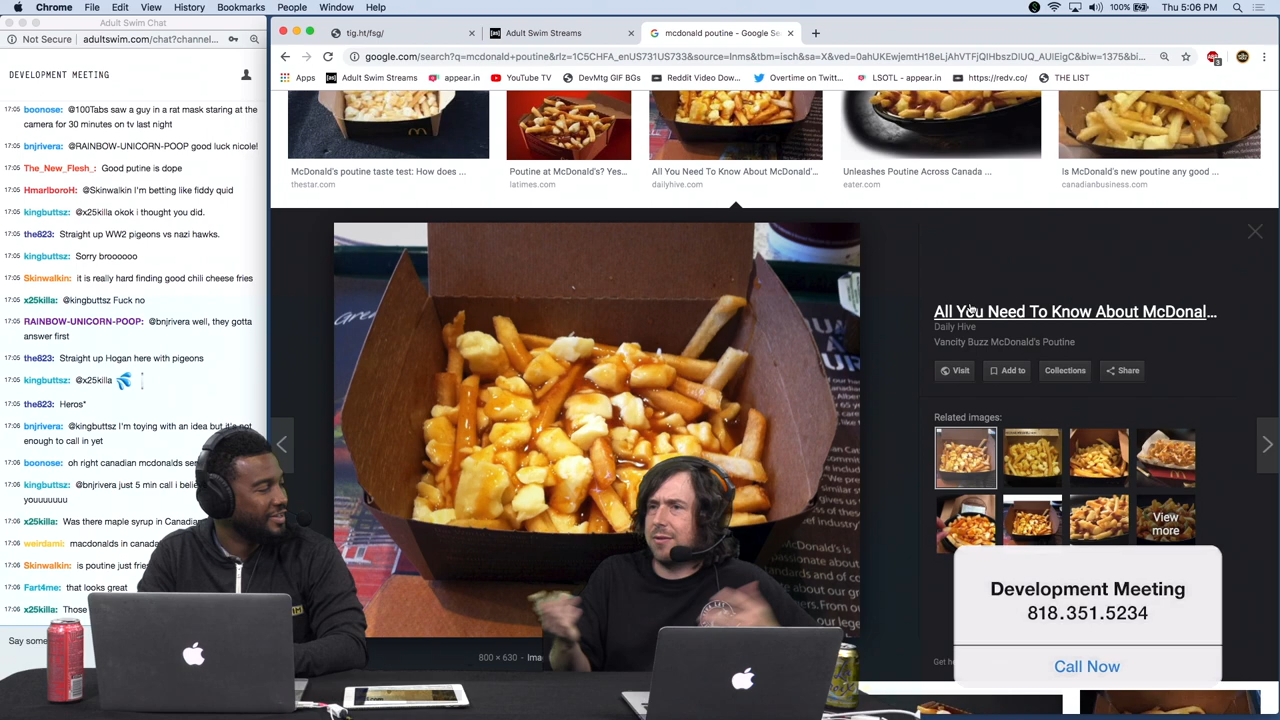 Chrome File Edit View History Bookmarks People Window Help
100% Thu 5:06 PM
Adult Swim Chat
Not Secure adultswim.com/chat?channel...
DEVELOPMENT MEETING
17:05 boonose: @100Tabs saw a guy in a rat mask staring at the
camera for 30 minutes on tv last night
17:05 bnjrivera: @RAINBOW-UNICORN-POOP good luck nicole!
17:05 The_New_Flesh_: Good putine is dope
17:05 HmarlboroH: @Skinwalkin I'm betting like fiddy quid
17:05 kingbuttsz: @x25killa okok i thought you did.
17:05 the823: Straight up WW2 pigeons vs nazi hawks.
17:05 kingbuttsz: Sorry broooooo
17:05 Skinwalkin: it is really hard finding good chili cheese fries
17:05 x25killa: @kingbuttsz Fuck no
17:05 RAINBOW-UNICORN-POOP: @bnjrivera well, they gotta
answer first
17:05 the823: Straight up Hogan here with pigeons
17:05 kingbuttsz: @x25killa
17:05 the823: Heros*
17:05 bnjrivera: @kingbuttsz I'm toying with an idea but it's not
enough to call in yet
17:06 boonose: oh right canadian mcdonalds
17:06 kingbuttsz: @bnjrivera just 5 min call i
youuuuuuu
17:06 x25killa: Was there maple syrup in
17:06 weirdami: macdonalds in
17:06 Skinwalkin: is poutine just
17:06 Fart4me: that looks great
17:06 x25killa: Those
Say
tig.ht/fsg/
Adult Swim Streams
mcdonald poutine - Google Se
google.com/search?q=mcdonald+poutine&rlz=1C5CHFA_enUS731US733&source=lnms&tbm=isch&sa=X&ved=0ahUKEwjemtH18eLjAhVTFjQIHbszDlUQ_AUIEigC&biw=1375&bi...
Apps Adult Swim Streams appear.in YouTube TV DevMtg GIF BGs Reddit Video Dow... Overtime on Twitt... LSOTL - appear.in https://redv.co/ THE LIST
McDonald's poutine taste test: How does ...
thestar.com
Poutine at McDonald's? Yes...
latimes.com
All You Need To Know About McDonald'...
dailyhive.com
Unleashes Poutine Across Canada ...
eater.com
Is McDonald's new poutine any good ...
canadianbusiness.com
All You Need To Know About McDonal...
Daily Hive
Vancity Buzz McDonald's Poutine
Visit Add to Collections Share
Related images:
View
more
800 × 630 -
Development Meeting
818.351.5234
Call Now